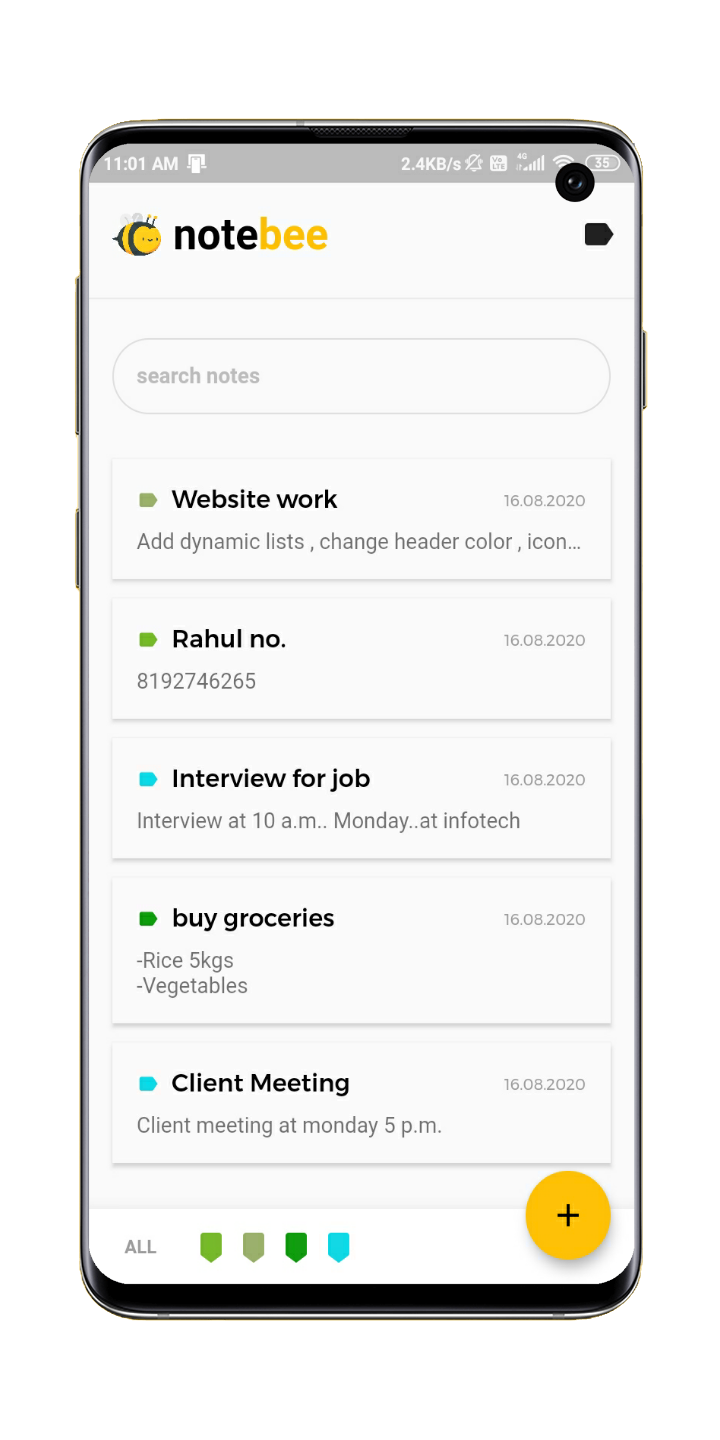 11:01 AM 2.4KB/s Vo LTE 4G 35
notebee
search notes
Website work 16.08.2020
Add dynamic lists , change header color , icon...
Rahul no. 16.08.2020
8192746265
Interview for job 16.08.2020
Interview at 10 a.m.. Monday..at infotech
buy groceries 16.08.2020
-Rice 5kgs
-Vegetables
Client Meeting 16.08.2020
Client meeting at monday 5 p.m.
+
ALL